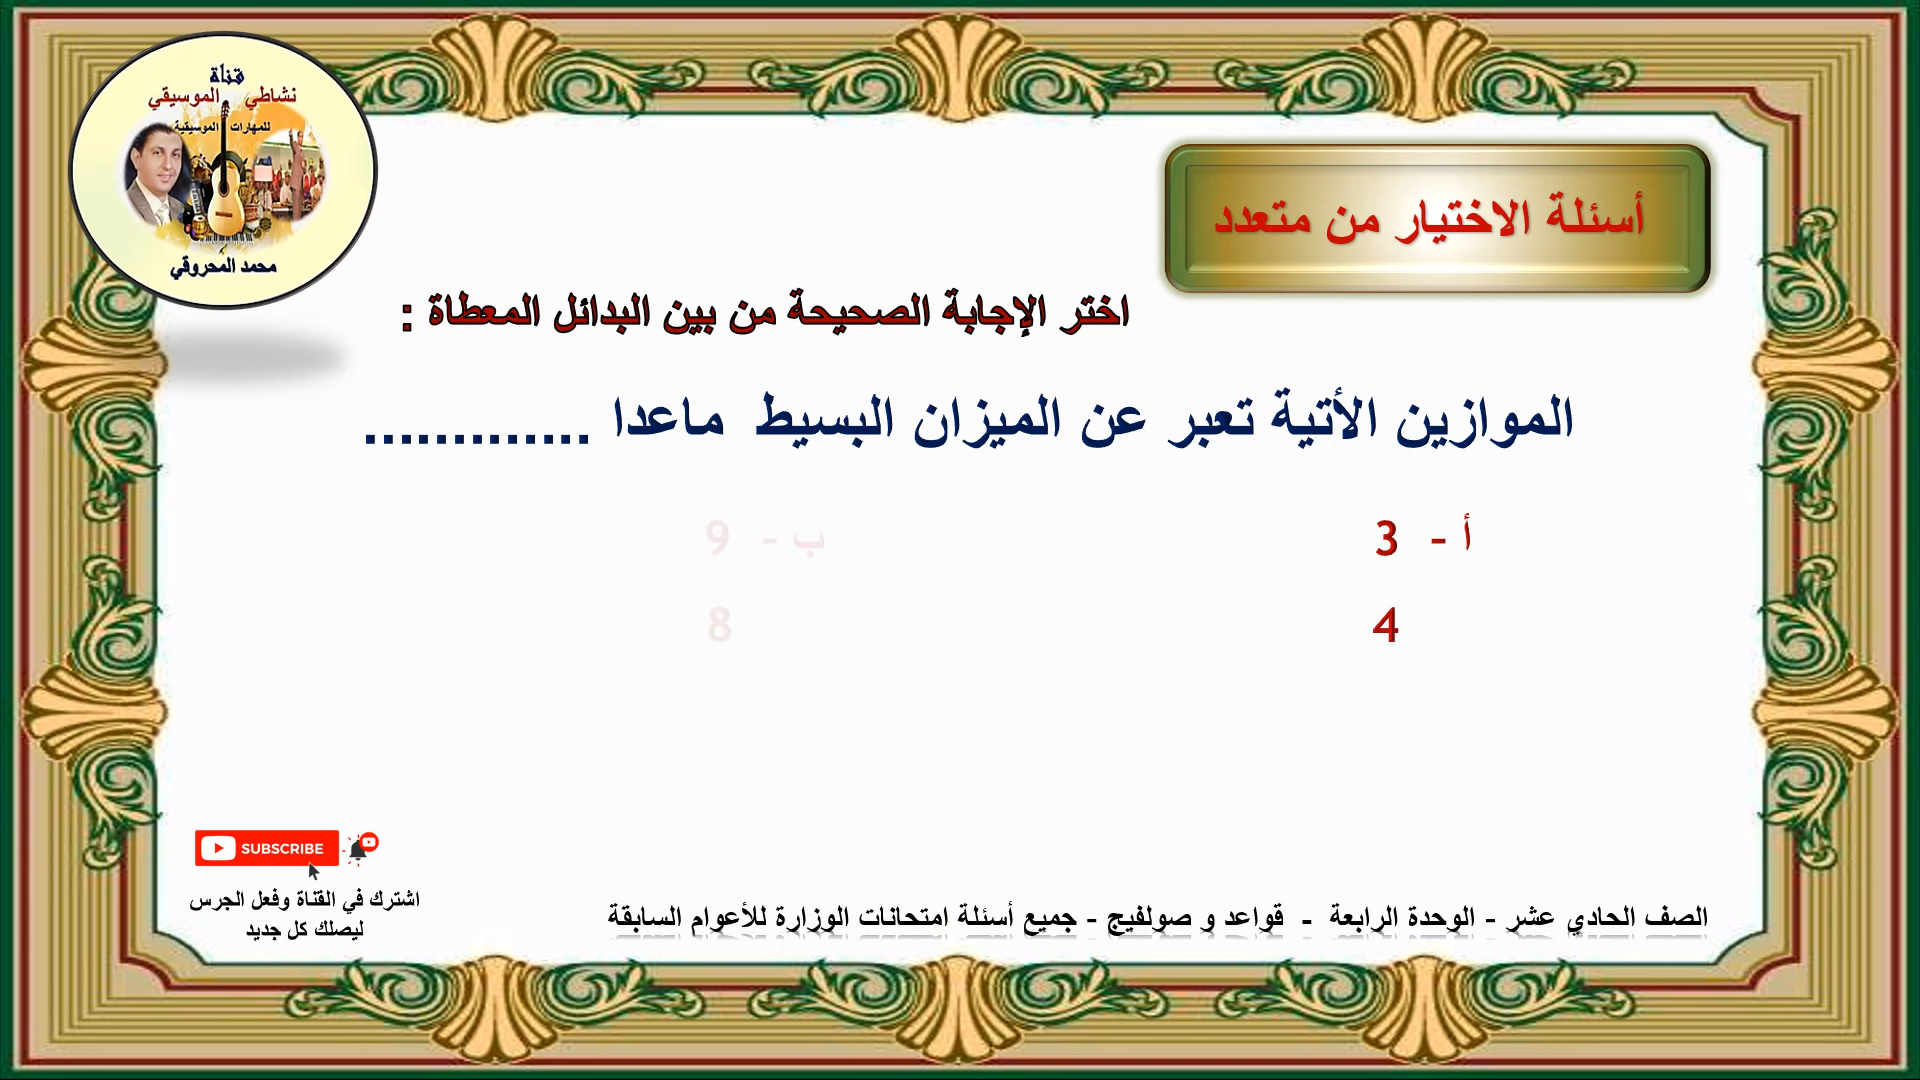 قناة
نشاطي الموسيقي
للمهارات الموسيقية
محمد المحروقي
أسئلة الاختيار من متعدد
اختر الإجابة الصحيحة من بين البدائل المعطاة :
الموازين الأتية تعبر عن الميزان البسيط ماعدا .............
أ - 3 ب - 9
4 8
SUBSCRIBE
اشترك في القناة وفعل الجرس
ليصلك كل جديد
الصف الحادي عشر - الوحدة الرابعة - قواعد و صولفيج - جميع أسئلة امتحانات الوزارة للأعوام السابقة